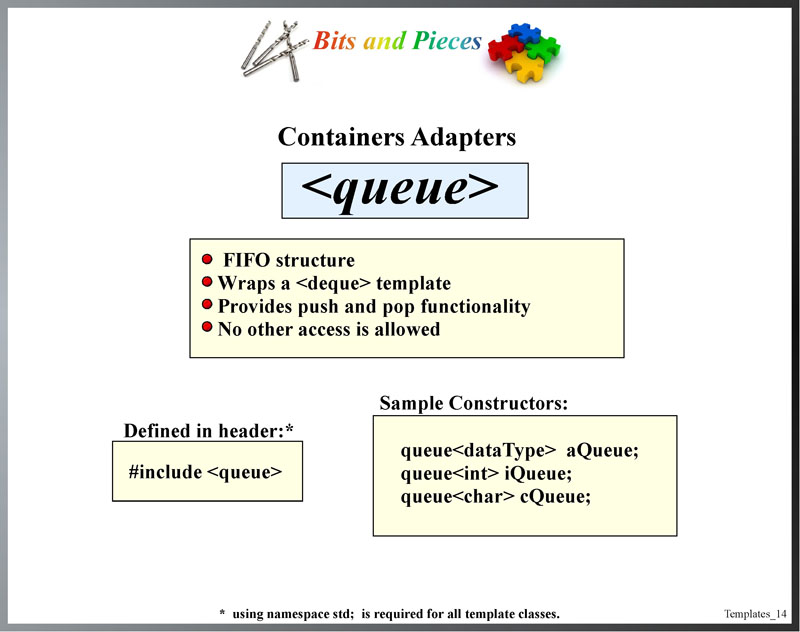 Bits and Pieces
Containers Adapters
<queue>
FIFO structure
Wraps a <deque> template
Provides push and pop functionality
No other access is allowed
Defined in header:*
#include <queue>
Sample Constructors:
queue<dataType>  aQueue;
queue<int> iQueue;
queue<char> cQueue;
*  using namespace std;  is required for all template classes.
Templates_14